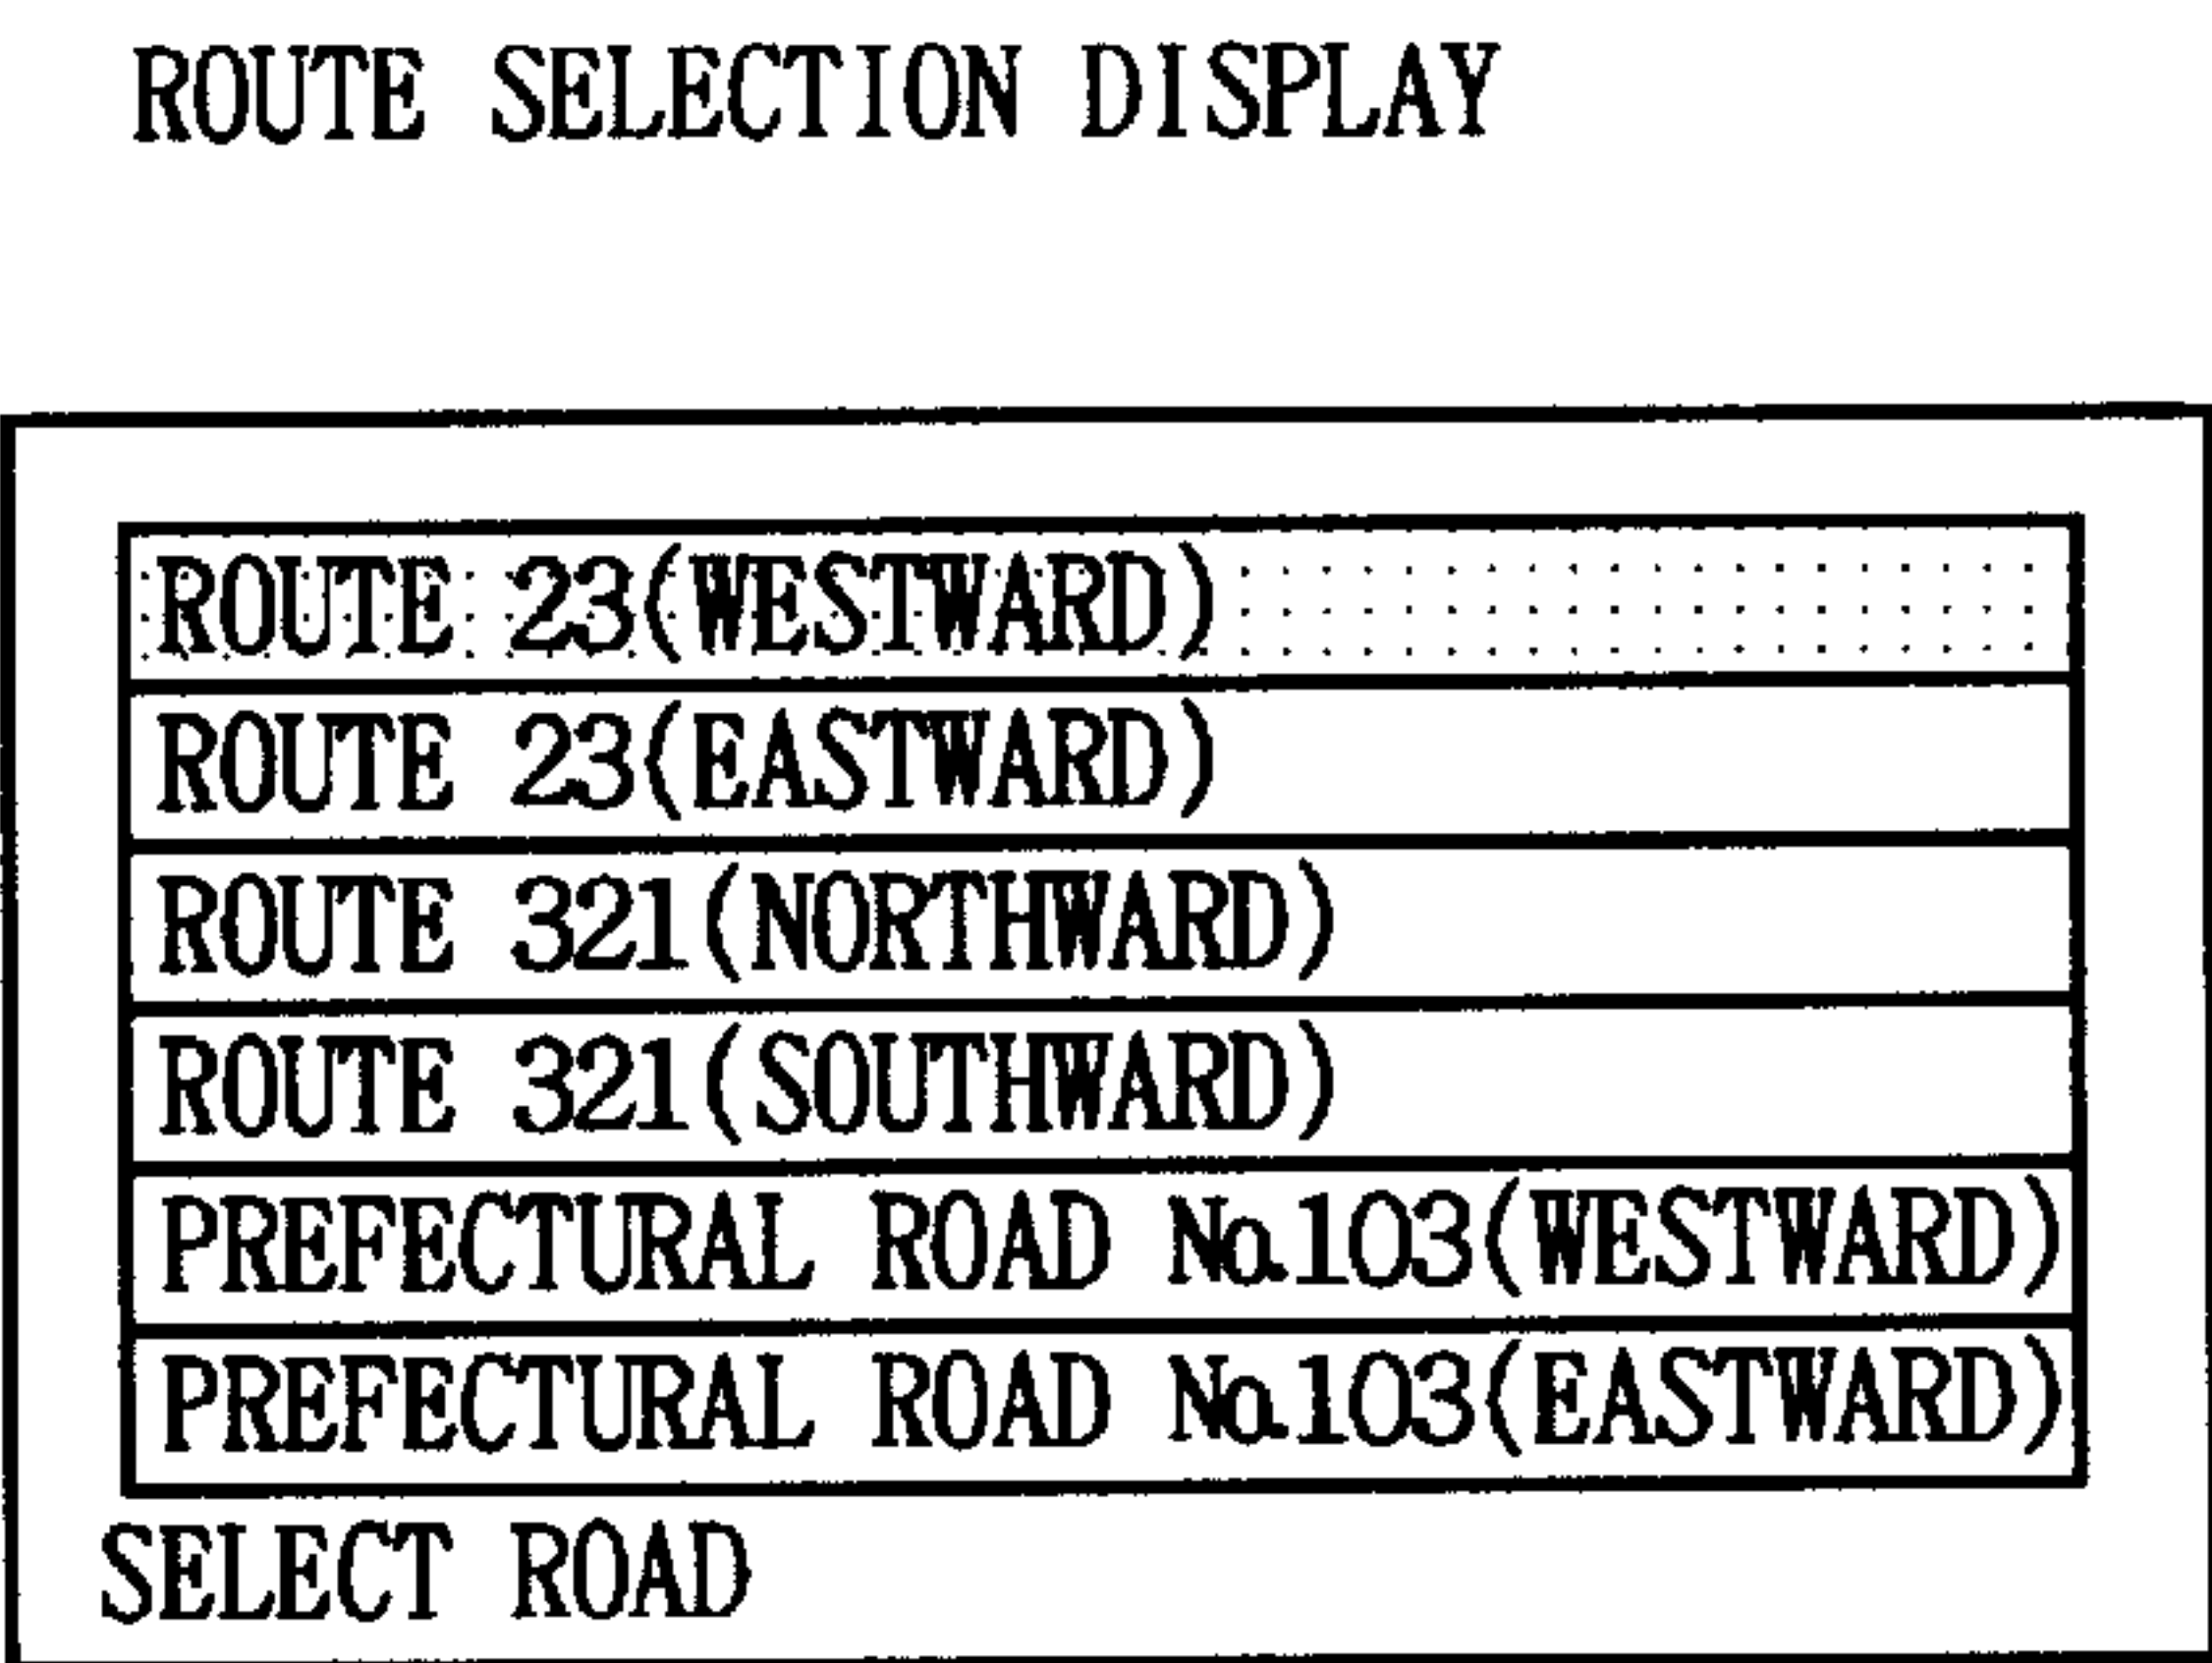 ROUTE SELECTION DISPLAY
ROUTE 23(WESTWARD)
ROUTE 23(EASTWARD)
ROUTE 321(NORTHWARD)
ROUTE 321(SOUTHWARD)
PREFECTURAL ROAD No.103(WESTWARD)
PREFECTURAL ROAD No.103(EASTWARD)
SELECT ROAD